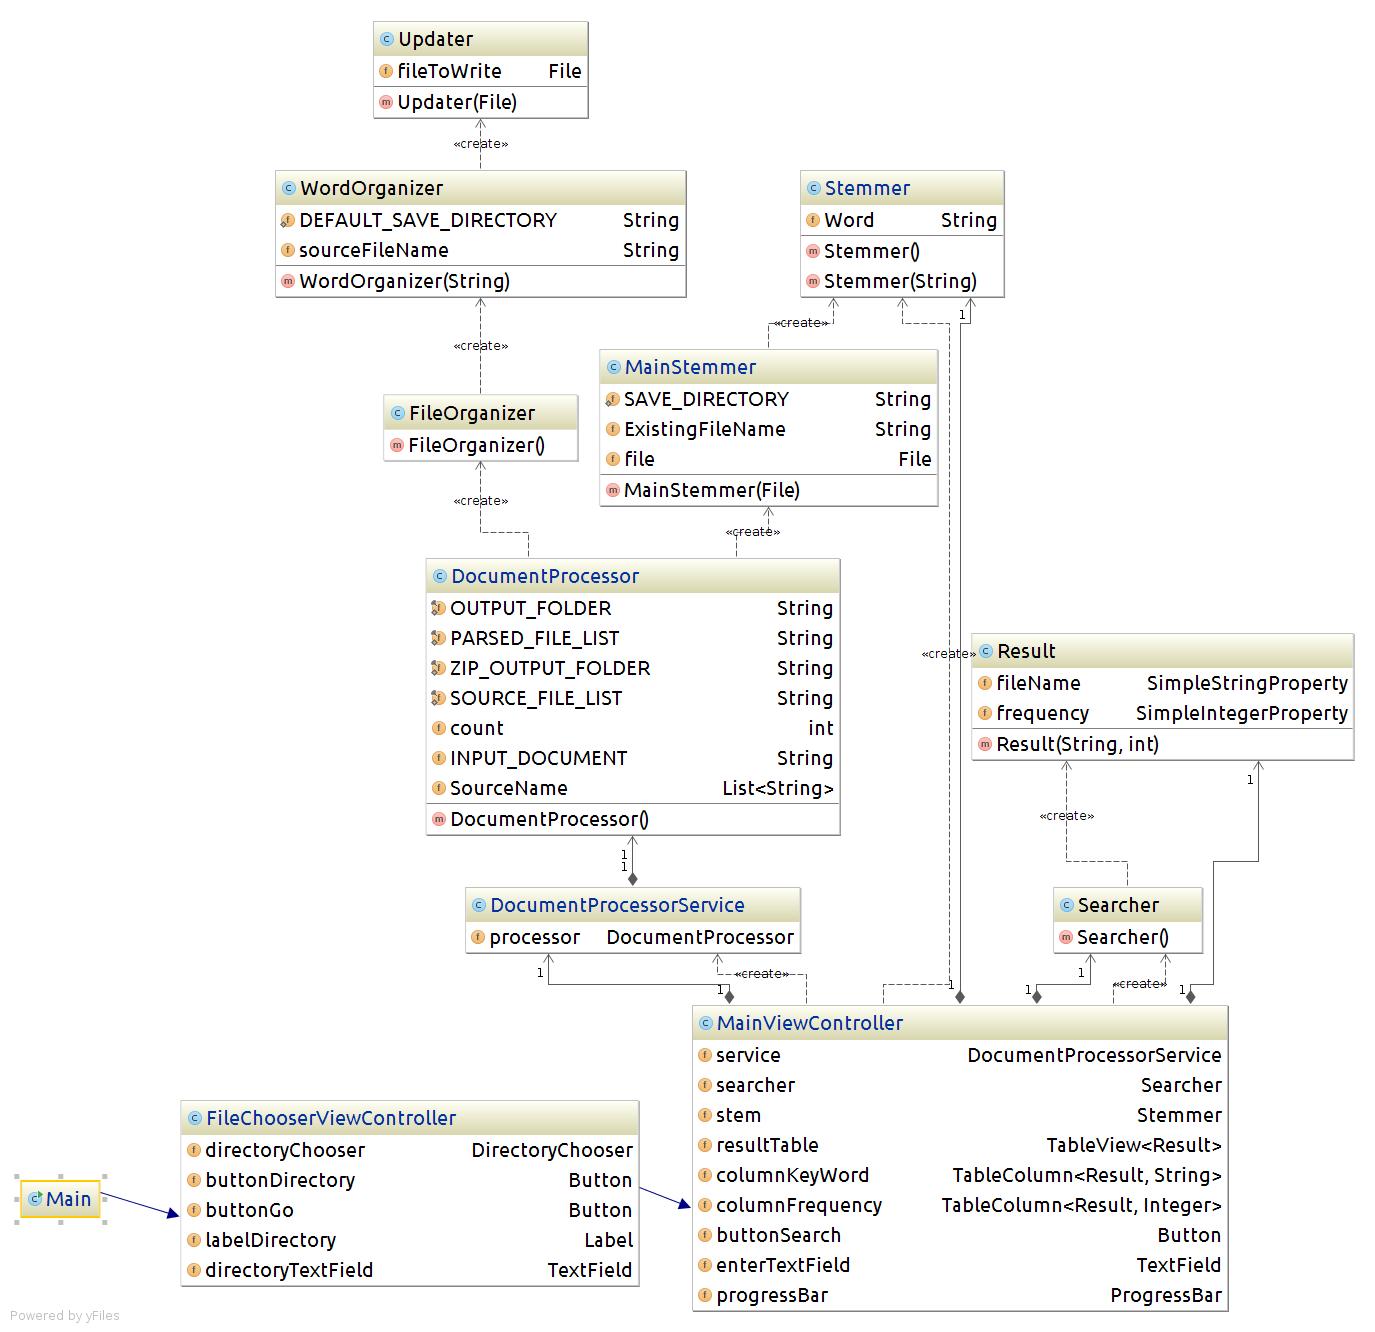 Updater
fileToWrite File
Updater(File)
«create»
WordOrganizer
DEFAULT_SAVE_DIRECTORY String
sourceFileName String
WordOrganizer(String)
Stemmer
Word String
Stemmer()
Stemmer(String)
«create»
1
«create»
MainStemmer
SAVE_DIRECTORY String
ExistingFileName String
file File
MainStemmer(File)
FileOrganizer
FileOrganizer()
«create»
«create»
DocumentProcessor
OUTPUT_FOLDER String
PARSED_FILE_LIST String
ZIP_OUTPUT_FOLDER String
SOURCE_FILE_LIST String
count int
INPUT_DOCUMENT String
SourceName List<String>
DocumentProcessor()
«create»
Result
fileName SimpleStringProperty
frequency SimpleIntegerProperty
Result(String, int)
1
«create»
1
1
DocumentProcessorService
processor DocumentProcessor
Searcher
Searcher()
1
«create»
1
«create»
1
1
1
1
MainViewController
service DocumentProcessorService
searcher Searcher
stem Stemmer
resultTable TableView<Result>
columnKeyWord TableColumn<Result, String>
columnFrequency TableColumn<Result, Integer>
buttonSearch Button
enterTextField TextField
progressBar ProgressBar
FileChooserViewController
directoryChooser DirectoryChooser
buttonDirectory Button
buttonGo Button
labelDirectory Label
directoryTextField TextField
Main
Powered by yFiles